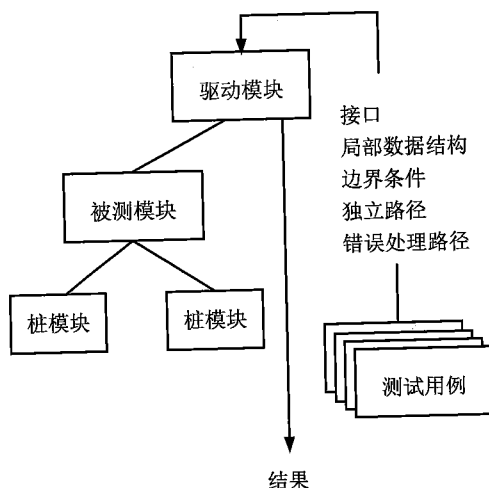 驱动模块
接口
局部数据结构
边界条件
独立路径
错误处理路径
被测模块
桩模块
桩模块
测试用例
结果